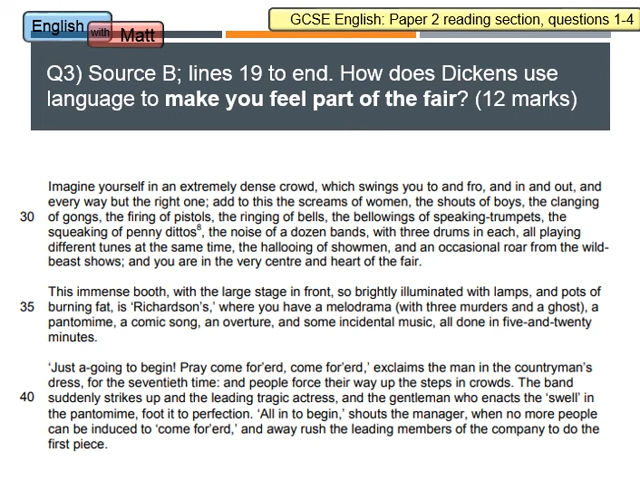 English with Matt
GCSE English: Paper 2 reading section, questions 1-4
Q3) Source B; lines 19 to end. How does Dickens use
language to make you feel part of the fair? (12 marks)
Imagine yourself in an extremely dense crowd, which swings you to and fro, and in and out, and
every way but the right one; add to this the screams of women, the shouts of boys, the clanging
30 of gongs, the firing of pistols, the ringing of bells, the bellowings of speaking-trumpets, the
squeaking of penny dittos⁸, the noise of a dozen bands, with three drums in each, all playing
different tunes at the same time, the hallooing of showmen, and an occasional roar from the wild-
beast shows; and you are in the very centre and heart of the fair.
This immense booth, with the large stage in front, so brightly illuminated with lamps, and pots of
35 burning fat, is ‘Richardson’s,’ where you have a melodrama (with three murders and a ghost), a
pantomime, a comic song, an overture, and some incidental music, all done in five-and-twenty
minutes.
‘Just a-going to begin! Pray come for’erd, come for’erd,’ exclaims the man in the countryman’s
dress, for the seventieth time: and people force their way up the steps in crowds. The band
40 suddenly strikes up and the leading tragic actress, and the gentleman who enacts the ‘swell’ in
the pantomime, foot it to perfection. ‘All in to begin,’ shouts the manager, when no more people
can be induced to ‘come for’erd,’ and away rush the leading members of the company to do the
first piece.